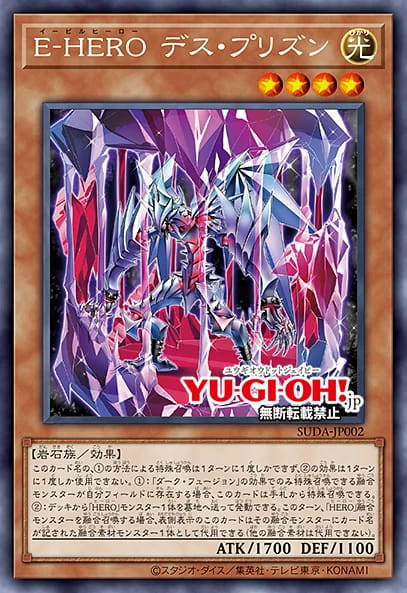 イービルヒーロー
E-HERO デス・プリズン
ひかり
光
ユウギオウドットジェイピー
YU-GI-OH!.jp
無断転載禁止
SUDA-JP002
【岩石族／効果】
このカード名の、①の方法による特殊召喚は1ターンに1度しかできず、②の効果は1ターン
に1度しか使用できない。①：「ダーク・フュージョン」の効果でのみ特殊召喚できる融合
モンスターが自分フィールドに存在する場合、このカードは手札から特殊召喚できる。
②：デッキから「HERO」モンスター1体を墓地へ送って発動できる。このターン、「HERO」融合モ
ンスターを融合召喚する場合、表側表示のこのカードはその融合モンスターにカード名
が記された融合素材モンスター1体として代用できる（他の融合素材は代用できない）。
ATK/1700 DEF/1100
©スタジオ・ダイス／集英社・テレビ東京・KONAMI